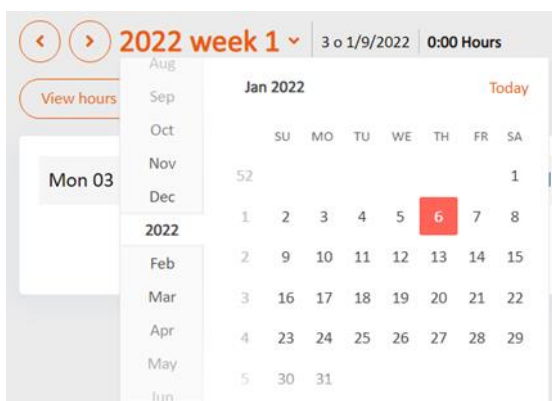 2022 week 1 3 o 1/9/2022 0:00 Hours
View hours
Mon 03
Aug
Sep
Oct
Nov
Dec
2022
Feb
Mar
Apr
May
Jun
Jan 2022 Today
SU MO TU WE TH FR SA
52 1
1 2 3 4 5 6 7 8
2 9 10 11 12 13 14 15
3 16 17 18 19 20 21 22
4 23 24 25 26 27 28 29
5 30 31